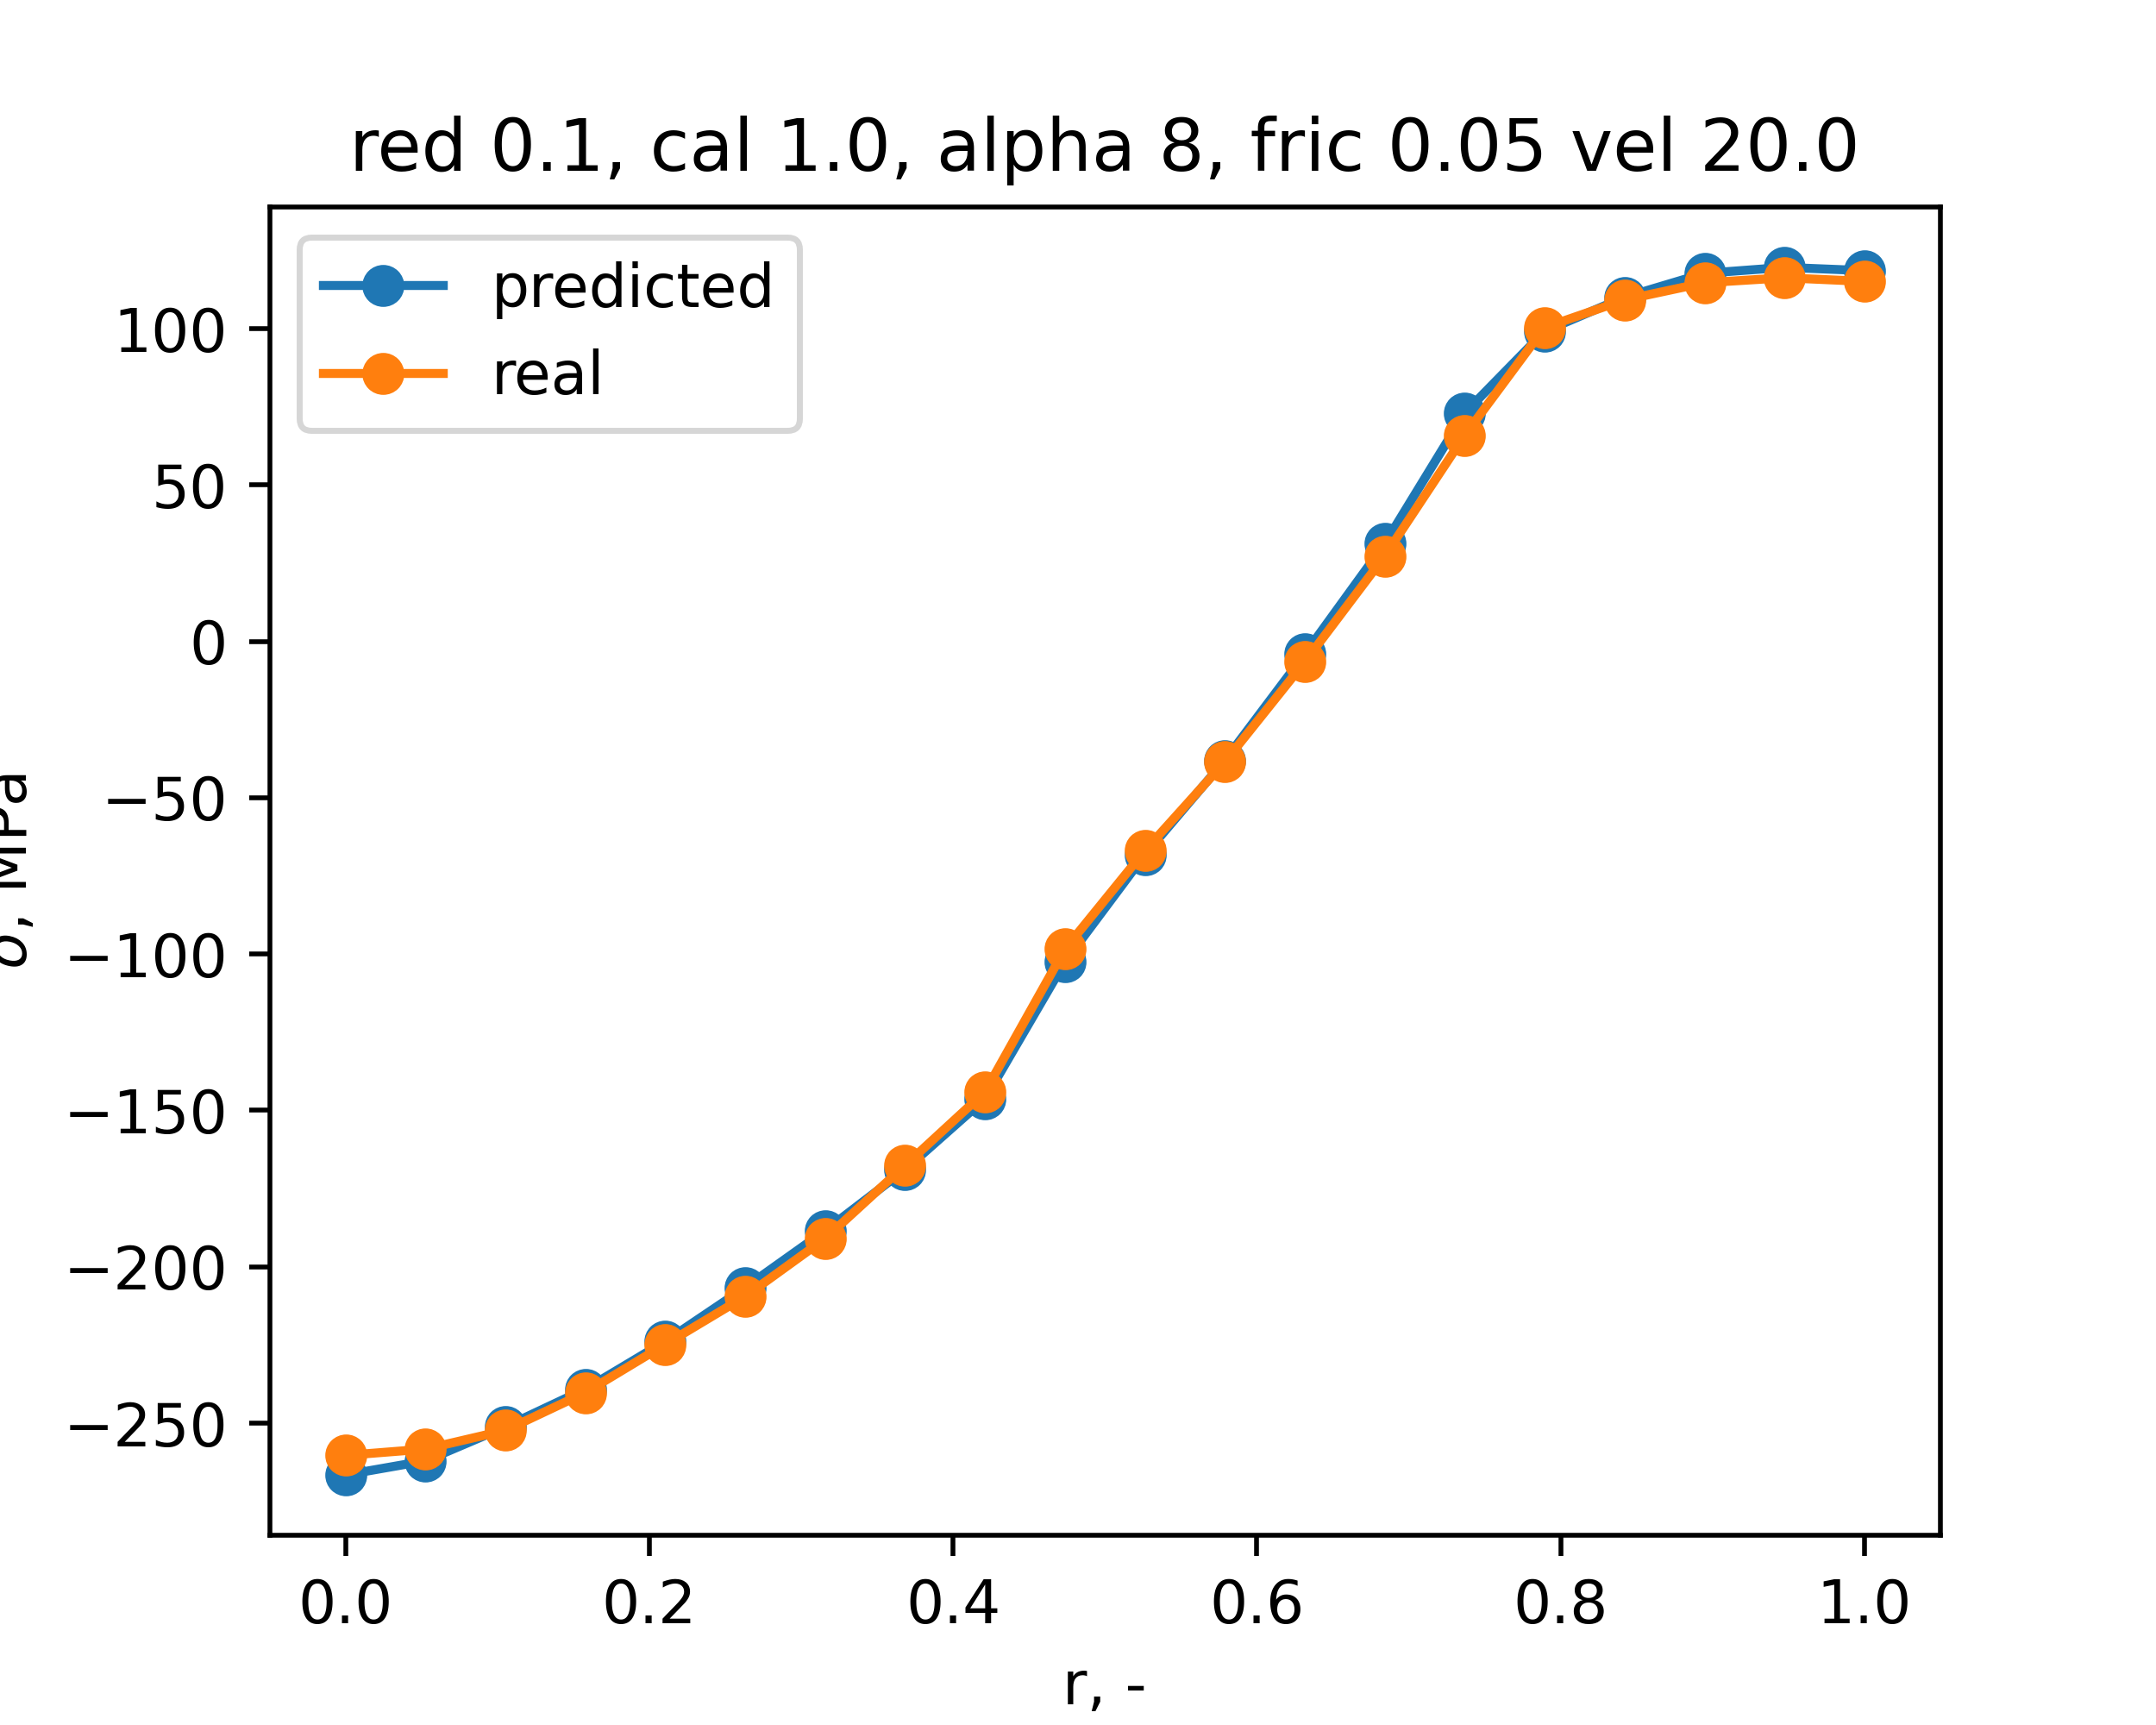 red 0.1, cal 1.0, alpha 8, fric 0.05 vel 20.0
predicted
real
100
50
0
−50
−100
−150
−200
−250
, MPa
0.0 0.2 0.4 0.6 0.8 1.0
r, -